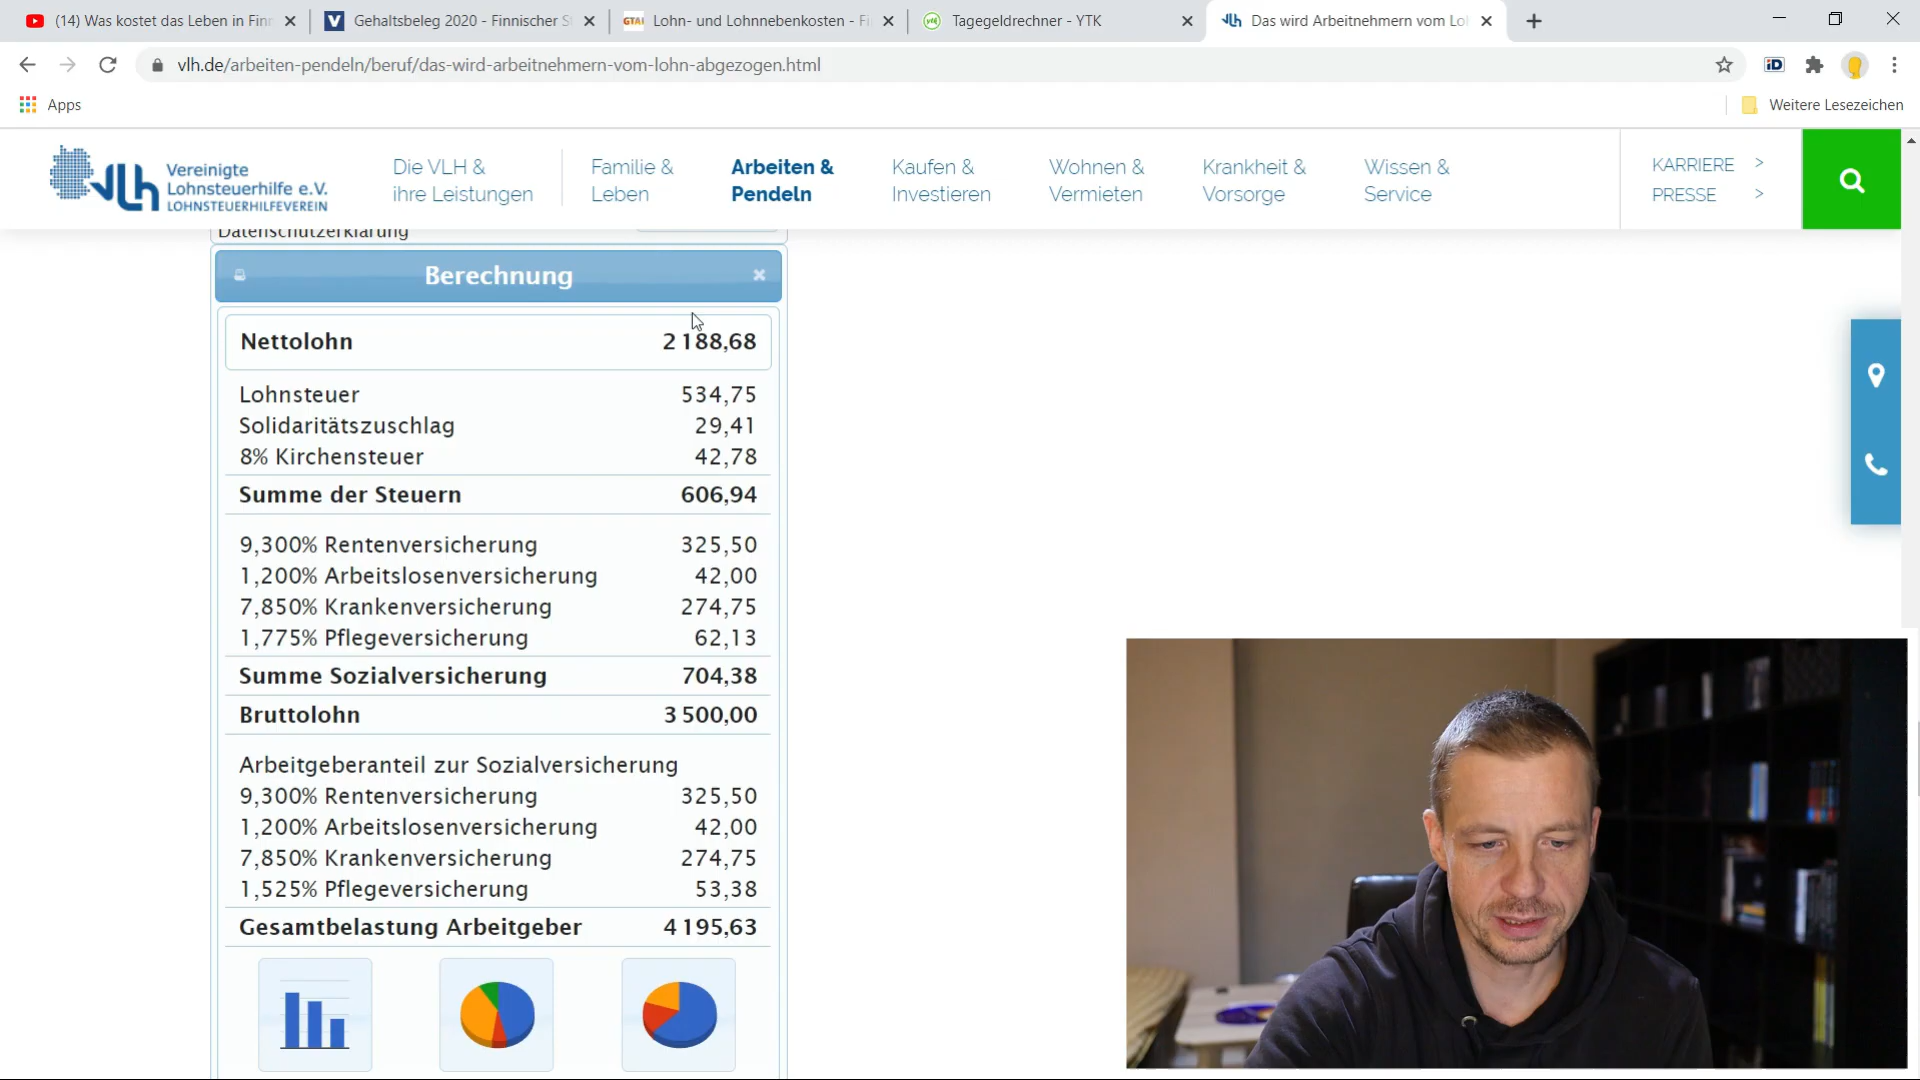 (14) Was kostet das Leben in Finn
Gehaltsbeleg 2020 - Finnischer S
GTAI Lohn- und Lohnnebenkosten - Fi
Tagegeldrechner - YTK
Das wird Arbeitnehmern vom Lo
vlh.de/arbeiten-pendeln/beruf/das-wird-arbeitnehmern-vom-lohn-abgezogen.html
iD
Apps
Weitere Lesezeichen
vlh
Vereinigte
Lohnsteuerhilfe e.V.
LOHNSTEUERHILFEVEREIN
Die VLH &
ihre Leistungen
Familie &
Leben
Arbeiten &
Pendeln
Kaufen &
Investieren
Wohnen &
Vermieten
Krankheit &
Vorsorge
Wissen &
Service
KARRIERE >
PRESSE >
Datenschutzerklärung
Berechnung
Nettolohn 2 188,68
Lohnsteuer 534,75
Solidaritätszuschlag 29,41
8% Kirchensteuer 42,78
Summe der Steuern 606,94
9,300% Rentenversicherung 325,50
1,200% Arbeitslosenversicherung 42,00
7,850% Krankenversicherung 274,75
1,775% Pflegeversicherung 62,13
Summe Sozialversicherung 704,38
Bruttolohn 3 500,00
Arbeitgeberanteil zur Sozialversicherung
9,300% Rentenversicherung 325,50
1,200% Arbeitslosenversicherung 42,00
7,850% Krankenversicherung 274,75
1,525% Pflegeversicherung 53,38
Gesamtbelastung Arbeitgeber 4 195,63